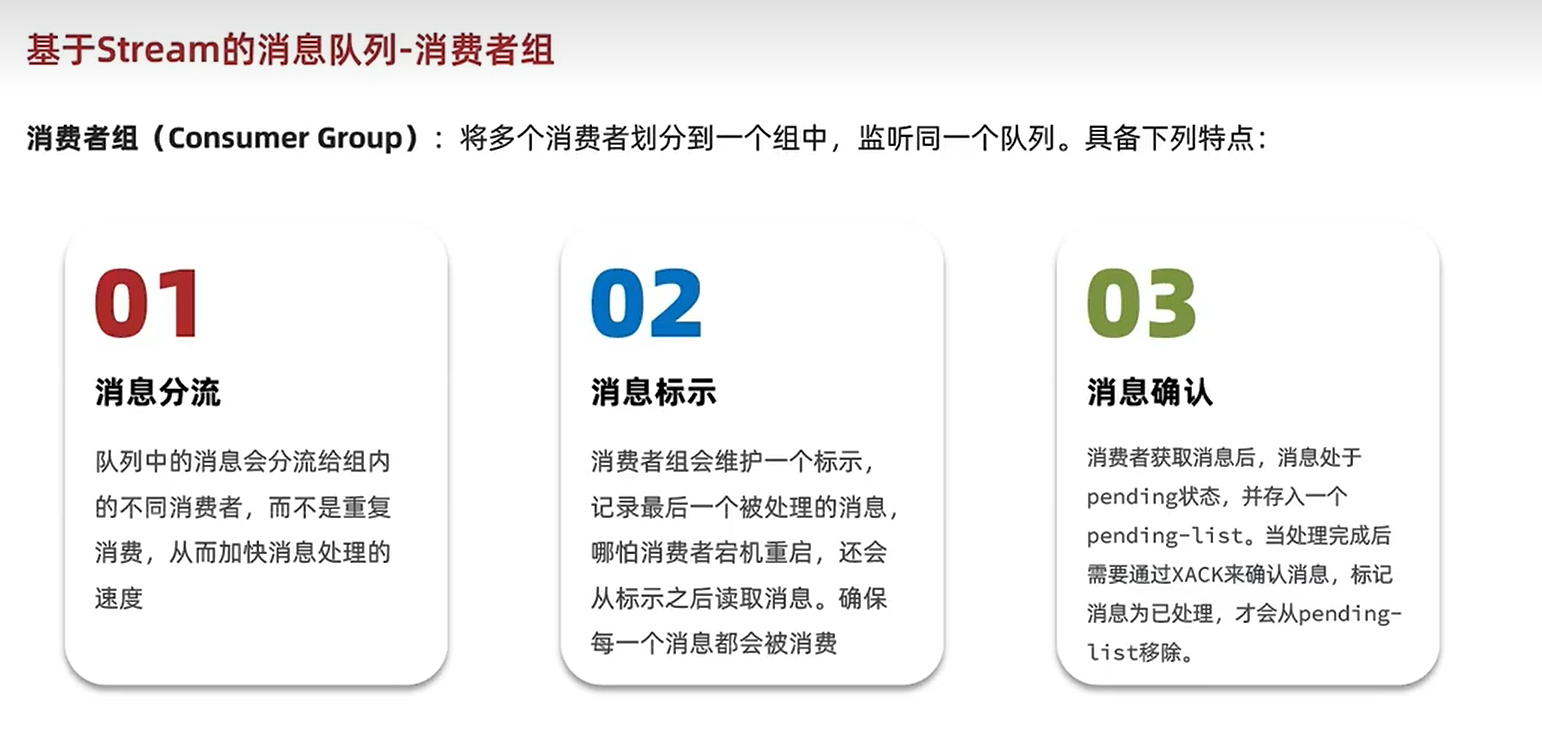 基于Stream的消息队列-消费者组
消费者组（Consumer Group）：将多个消费者划分到一个组中，监听同一个队列。具备下列特点：
01
消息分流
队列中的消息会分流给组内
的不同消费者，而不是重复
消费，从而加快消息处理的
速度
02
消息标示
消费者组会维护一个标示，
记录最后一个被处理的消息，
哪怕消费者宕机重启，还会
从标示之后读取消息。确保
每一个消息都会被消费
03
消息确认
消费者获取消息后，消息处于
pending状态，并存入一个
pending-list。当处理完成后
需要通过XACK来确认消息，标记
消息为已处理，才会从pending-
list移除。